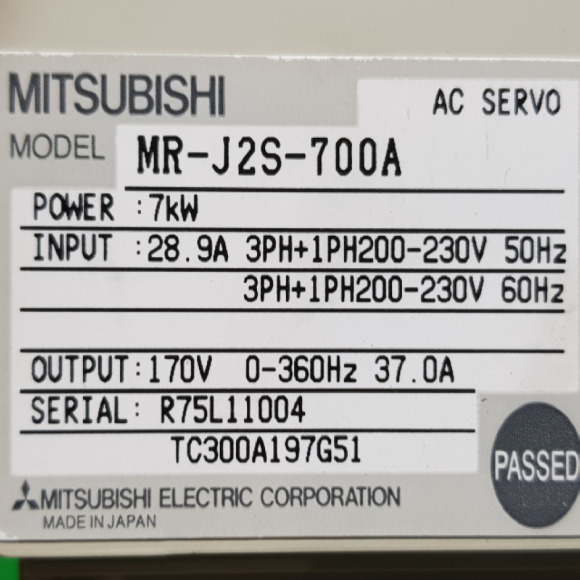 MITSUBISHI
AC SERVO
MODEL MR-J2S-700A
POWER :7kW
INPUT :28.9A 3PH+1PH200-230V 50Hz
3PH+1PH200-230V 60Hz
OUTPUT:170V 0-360Hz 37.0A
SERIAL: R75L11004
TC300A197G51
PASSED
MITSUBISHI ELECTRIC CORPORATION
MADE IN JAPAN